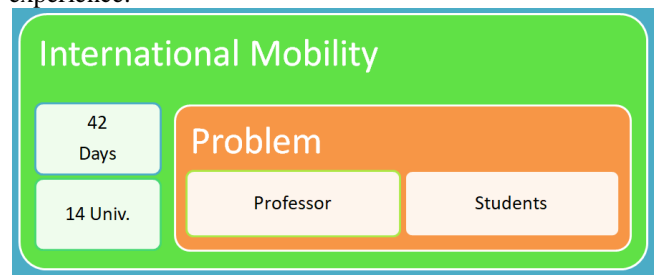 experience.
International Mobility
42
Days
Problem
14 Univ.
Professor
Students